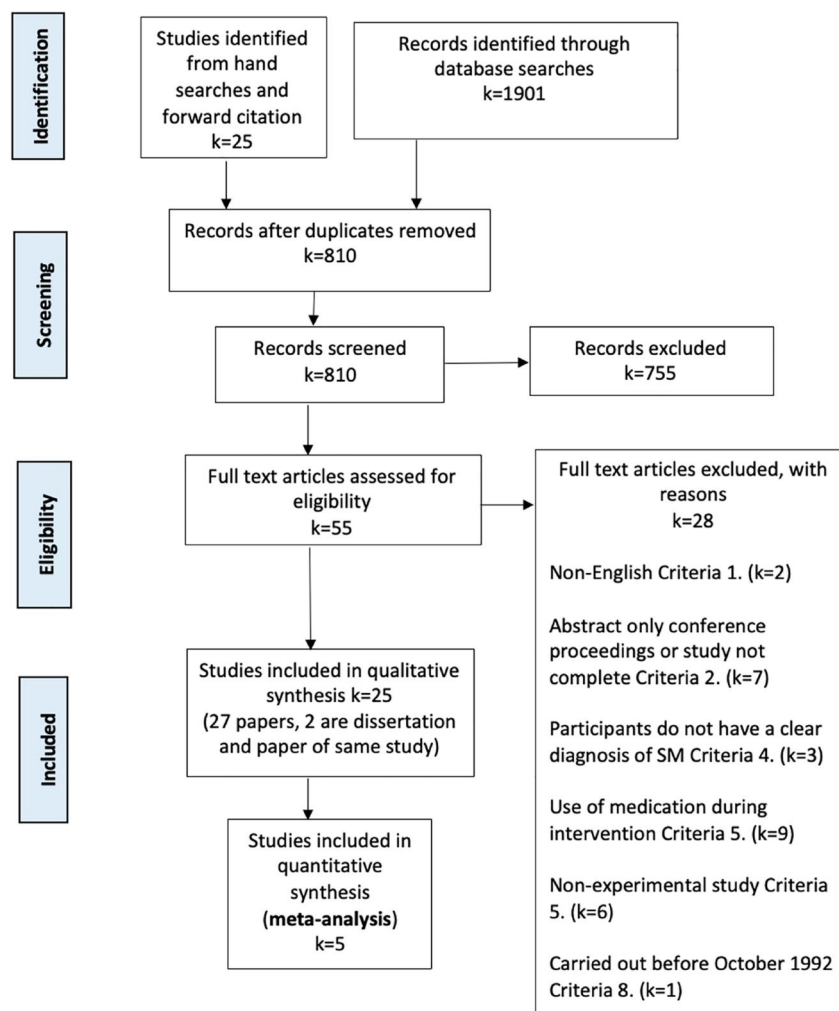 Identification
Studies identified
from hand
searches and
forward citation
k=25
Records identified through
database searches
k=1901
Screening
Records after duplicates removed
k=810
Records screened
k=810
Records excluded
k=755
Eligibility
Full text articles assessed for
eligibility
k=55
Full text articles excluded, with
reasons
k=28
Non-English Criteria 1. (k=2)
Abstract only conference
proceedings or study not
complete Criteria 2. (k=7)
Participants do not have a clear
diagnosis of SM Criteria 4. (k=3)
Use of medication during
intervention Criteria 5. (k=9)
Non-experimental study Criteria
5. (k=6)
Carried out before October 1992
Criteria 8. (k=1)
Included
Studies included in qualitative
synthesis k=25
(27 papers, 2 are dissertation
and paper of same study)
Studies included in
quantitative
synthesis
(meta-analysis)
k=5